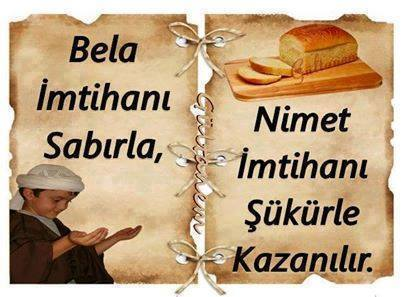 Bela
İmtihanı
Sabırla,
Nimet
İmtihanı
Şükürle
Kazanılır.